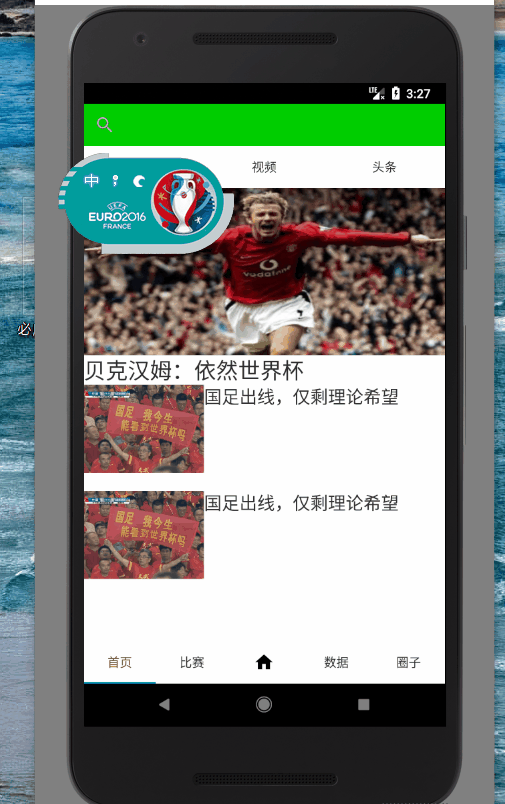 LTE 3:27
视频 头条
中
UEFA
EURO2016
FRANCE
vodafone
必
贝克汉姆：依然世界杯
国足出线，仅剩理论希望
国足 我今生
能看到世界杯吗
国足出线，仅剩理论希望
国足 我今生
能看到世界杯吗
首页 比赛 数据 圈子